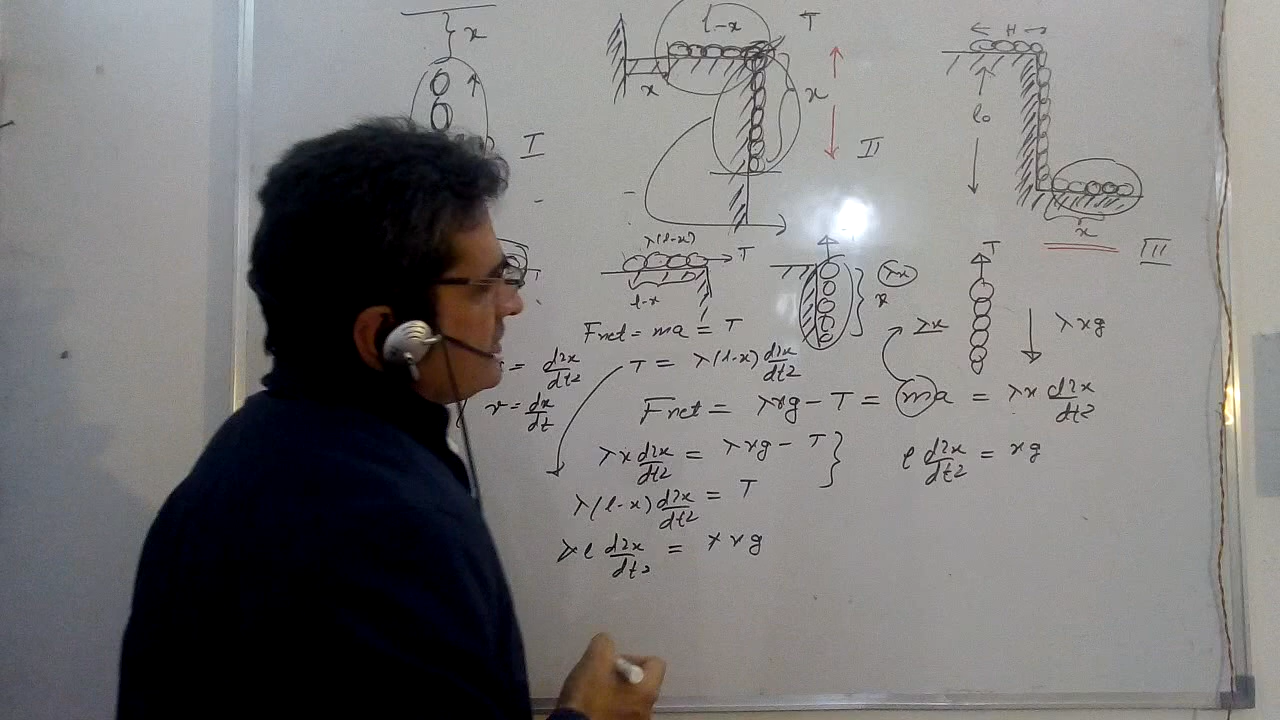 x
I
l-x
T
x
x
II
H
l0
x
III
λ(l-x)
T
l-x
λx
x
T
λxg
Fnet = ma = T
= d2x/dt2
T = λ(l-x) d2x/dt2
v = dx/dt
Fnet = λxg - T = ma = λx d2x/dt2
λx d2x/dt2 = λxg - T
l d2x/dt2 = xg
λ(l-x) d2x/dt2 = T
λl d2x/dt2 = λxg